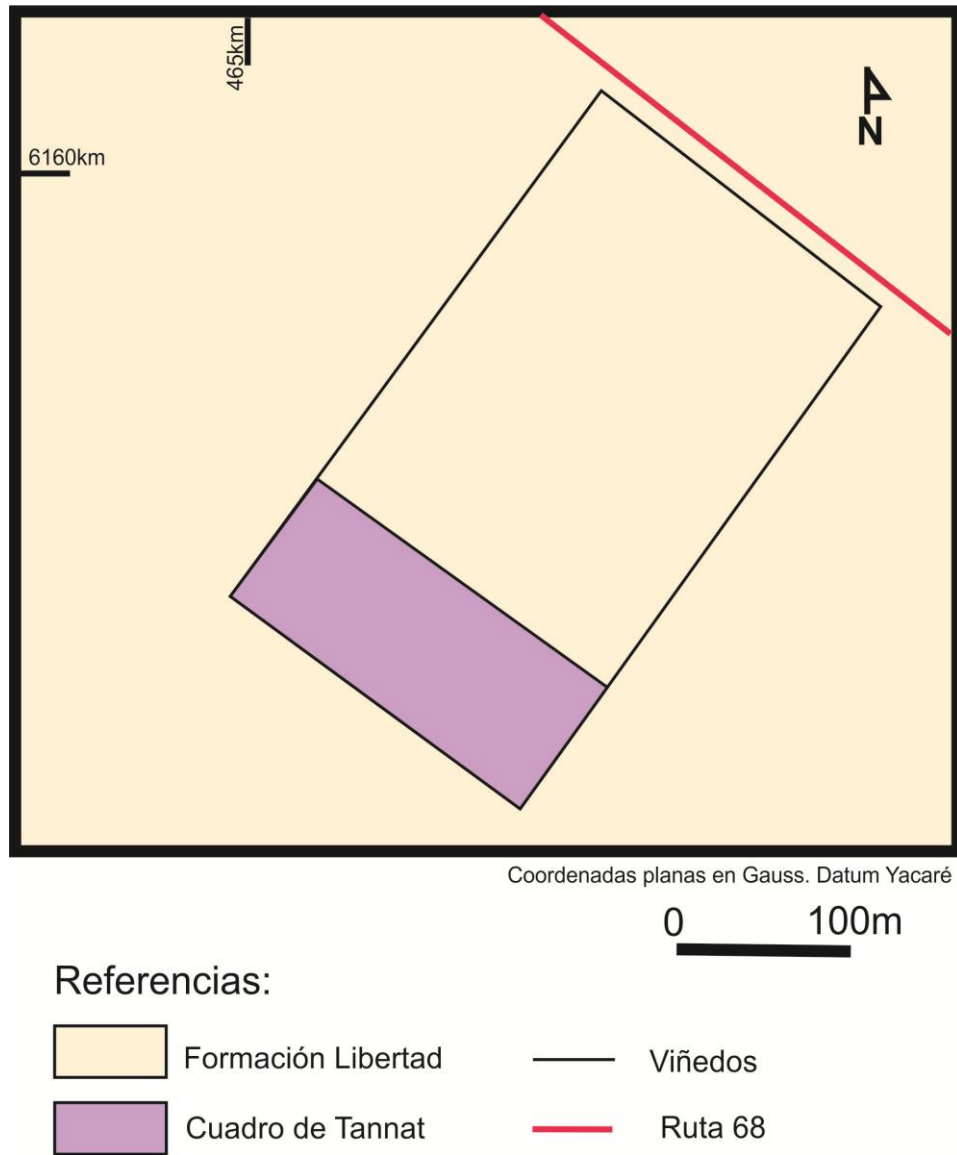 465km
6160km
N
Coordenadas planas en Gauss. Datum Yacaré
0 100m
Referencias:
Formación Libertad
Viñedos
Cuadro de Tannat
Ruta 68